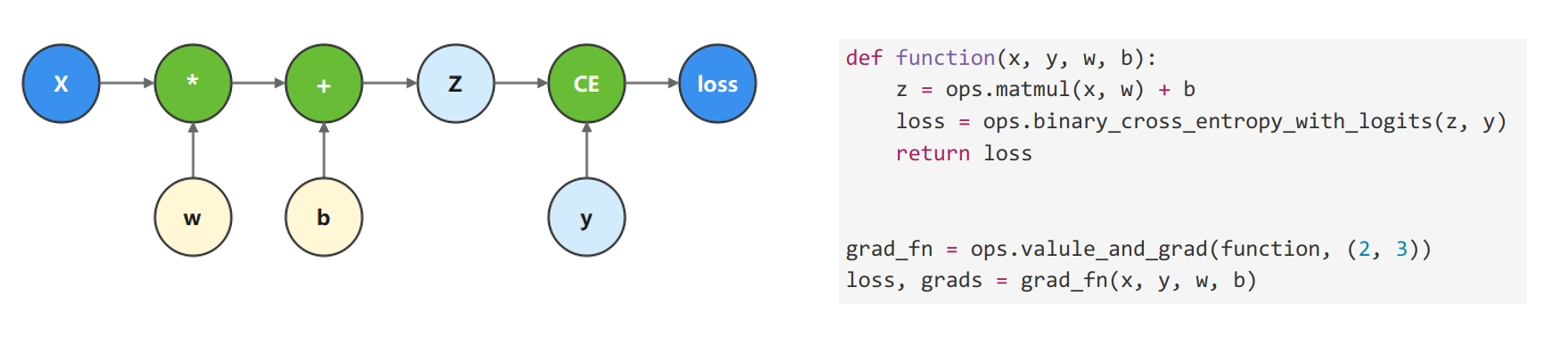 X * + Z CE loss
w b y
def function(x, y, w, b):
    z = ops.matmul(x, w) + b
    loss = ops.binary_cross_entropy_with_logits(z, y)
    return loss
grad_fn = ops.valule_and_grad(function, (2, 3))
loss, grads = grad_fn(x, y, w, b)